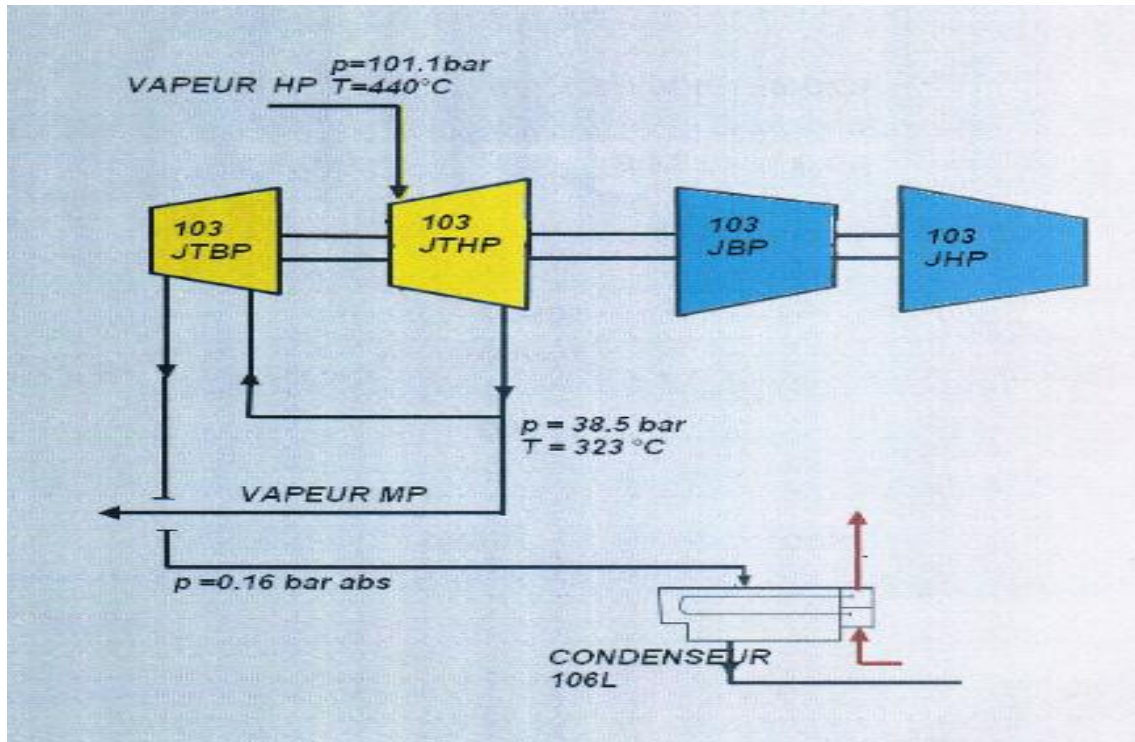 p=101.1bar
VAPEUR HP T=440°C
103
JTBP
103
JTHP
103
JBP
103
JHP
p = 38.5 bar
T = 323 °C
VAPEUR MP
p =0.16 bar abs
CONDENSEUR
106L